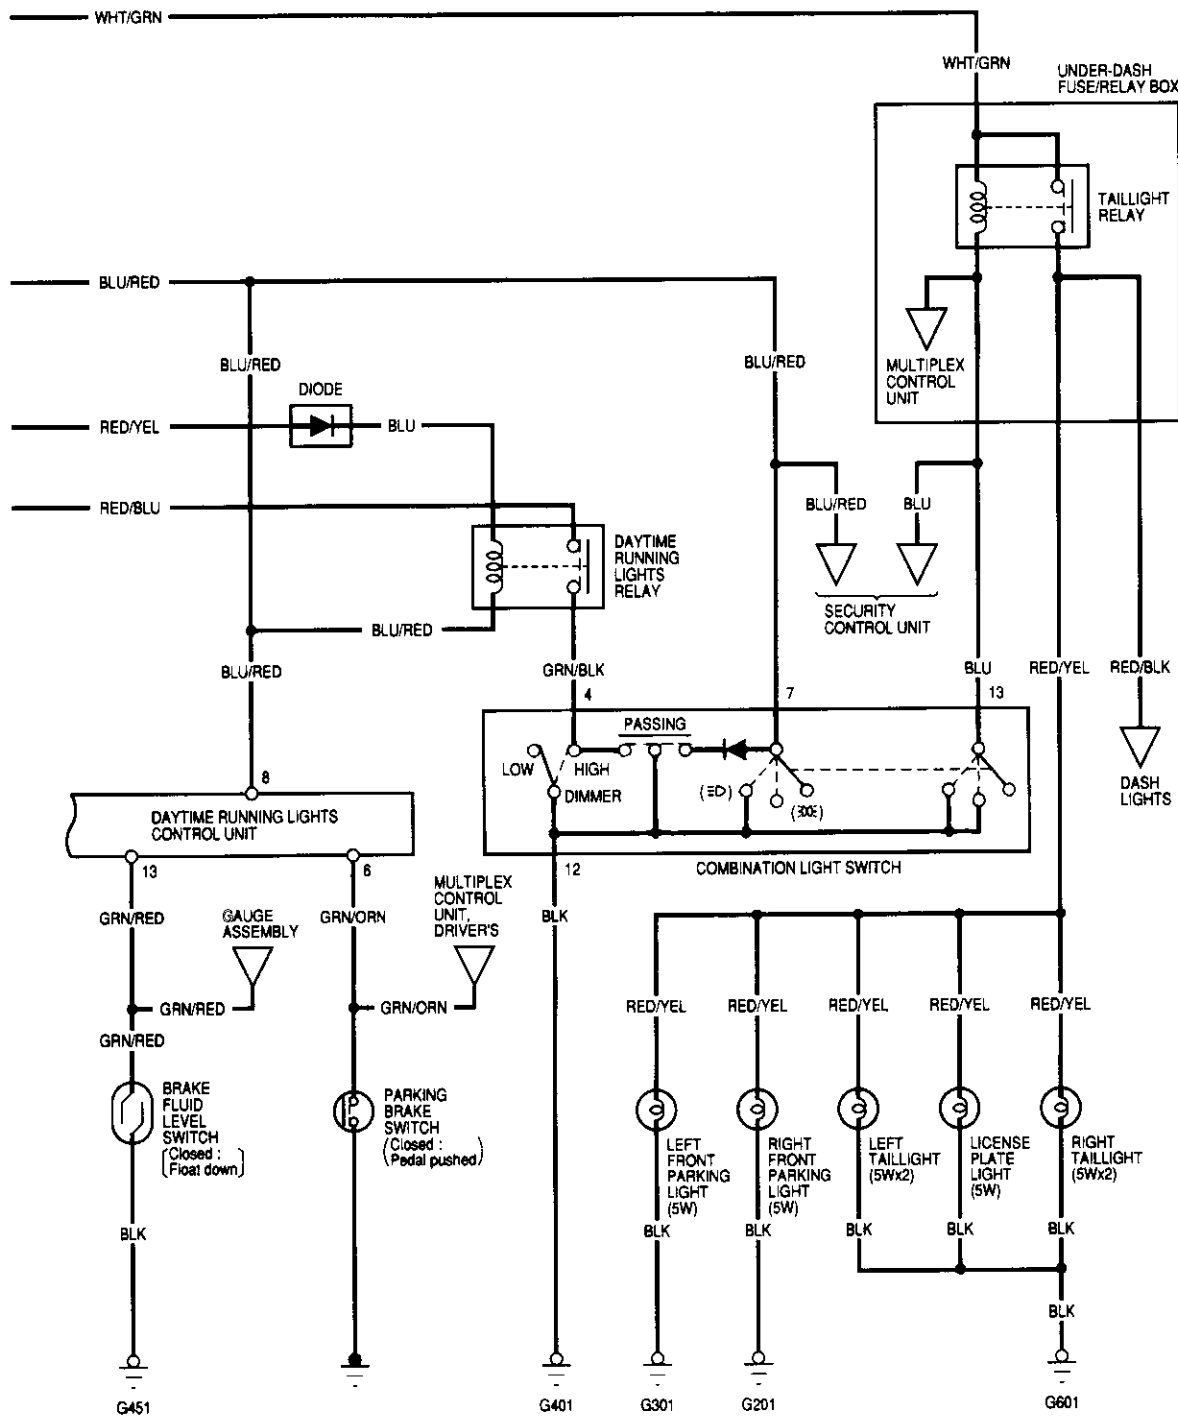 WHT/GRN
WHT/GRN
UNDER-DASH
FUSE/RELAY BOX
TAILLIGHT
RELAY
BLU/RED
BLU/RED
BLU/RED
MULTIPLEX
CONTROL
UNIT
DIODE
RED/YEL
BLU
RED/BLU
BLU/RED
BLU
DAYTIME
RUNNING
LIGHTS
RELAY
SECURITY
CONTROL UNIT
BLU/RED
BLU/RED
GRN/BLK
BLU
RED/YEL
RED/BLK
4
7
13
PASSING
LOW
HIGH
DIMMER
DASH
LIGHTS
8
DAYTIME RUNNING LIGHTS
CONTROL UNIT
13
6
12
COMBINATION LIGHT SWITCH
GRN/RED
GAUGE
ASSEMBLY
GRN/ORN
MULTIPLEX
CONTROL
UNIT,
DRIVER'S
BLK
GRN/RED
GRN/ORN
RED/YEL
RED/YEL
RED/YEL
RED/YEL
RED/YEL
GRN/RED
BRAKE
FLUID
LEVEL
SWITCH
(Closed :
Float down)
PARKING
BRAKE
SWITCH
(Closed :
Pedal pushed)
LEFT
FRONT
PARKING
LIGHT
(5W)
RIGHT
FRONT
PARKING
LIGHT
(5W)
LEFT
TAILLIGHT
(5Wx2)
LICENSE
PLATE
LIGHT
(5W)
RIGHT
TAILLIGHT
(5Wx2)
BLK
BLK
BLK
BLK
BLK
BLK
BLK
G451
G401
G301
G201
G601